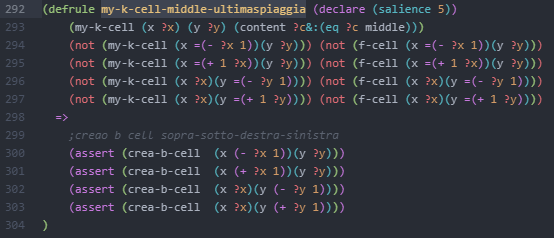 292 (defrule my-k-cell-middle-ultimaspiaggia (declare (salience 5))
293 (my-k-cell (x ?x) (y ?y) (content ?c&:(eq ?c middle)))
294 (not (my-k-cell (x =(- ?x 1))(y ?y))) (not (f-cell (x =(- ?x 1))(y ?y)))
295 (not (my-k-cell (x =(+ 1 ?x))(y ?y))) (not (f-cell (x =(+ 1 ?x))(y ?y)))
296 (not (my-k-cell (x ?x)(y =(- ?y 1)))) (not (f-cell (x ?x)(y =(- ?y 1))))
297 (not (my-k-cell (x ?x)(y =(+ 1 ?y)))) (not (f-cell (x ?x)(y =(+ 1 ?y))))
298 =>
299 ;creao b cell sopra-sotto-destra-sinistra
300 (assert (crea-b-cell (x (- ?x 1))(y ?y)))
301 (assert (crea-b-cell (x (+ ?x 1))(y ?y)))
302 (assert (crea-b-cell (x ?x)(y (- ?y 1))))
303 (assert (crea-b-cell (x ?x)(y (+ ?y 1))))
304 )